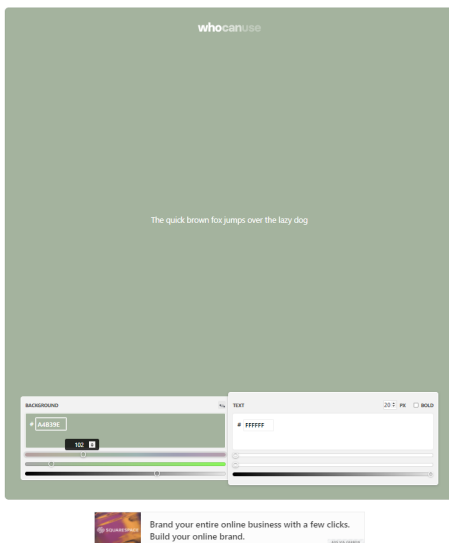 whocanuse
The quick brown fox jumps over the lazy dog
BACKGROUND
# A4B39E
102
TEXT
20 PX BOLD
# FFFFFF
SQUARESPACE
Brand your entire online business with a few clicks.
Build your online brand.